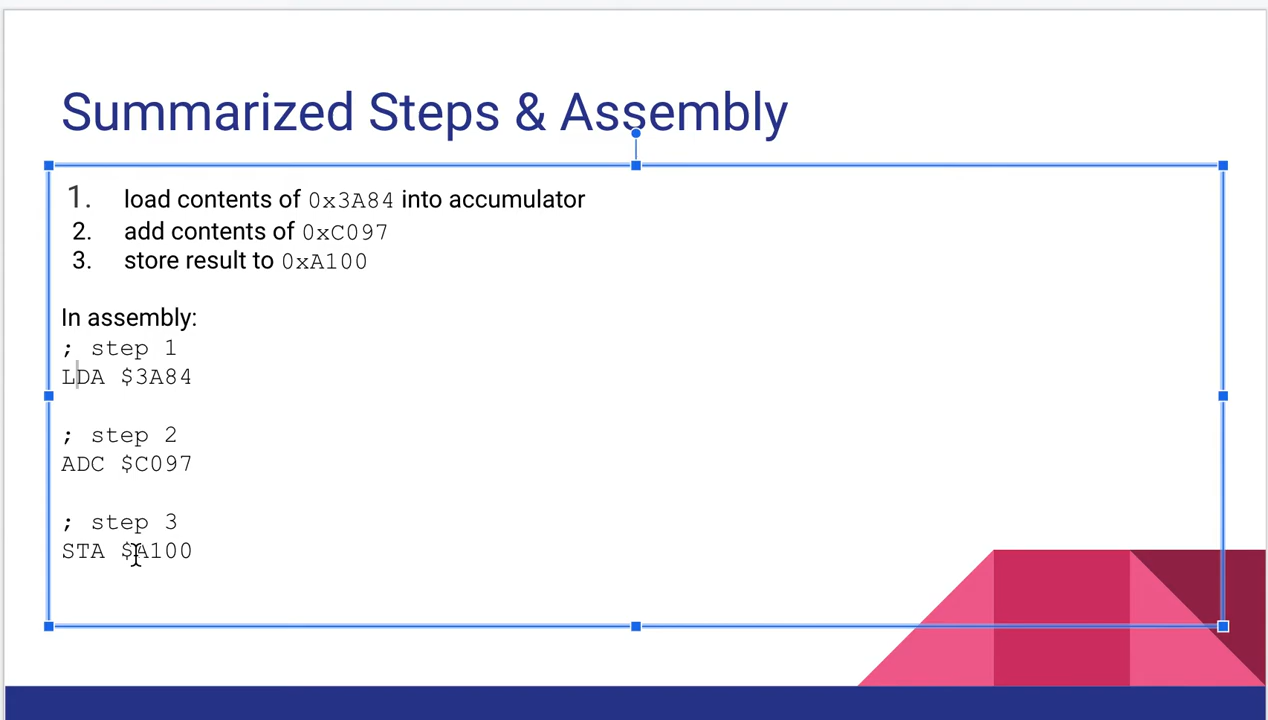 Summarized Steps & Assembly
1. load contents of 0x3A84 into accumulator
2. add contents of 0xC097
3. store result to 0xA100
In assembly:
; step 1
LDA $3A84
; step 2
ADC $C097
; step 3
STA $A100